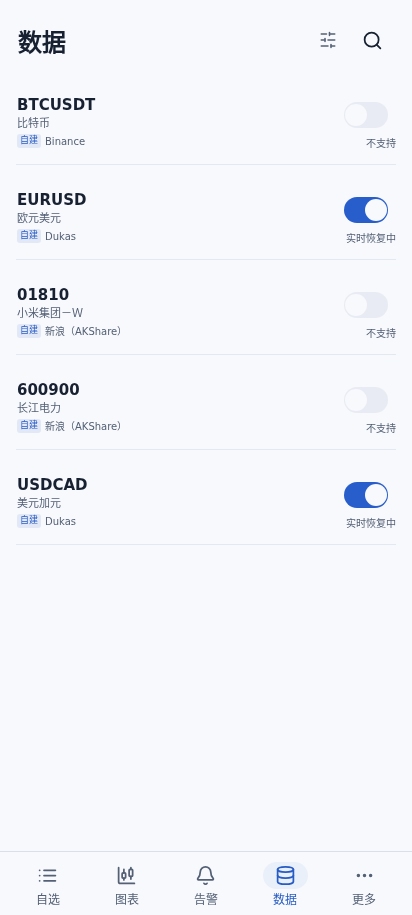 数据
BTCUSDT
比特币
自建 Binance
不支持
EURUSD
欧元美元
自建 Dukas
实时恢复中
01810
小米集团－W
自建 新浪（AKShare）
不支持
600900
长江电力
自建 新浪（AKShare）
不支持
USDCAD
美元加元
自建 Dukas
实时恢复中
自选 图表 告警 数据 更多